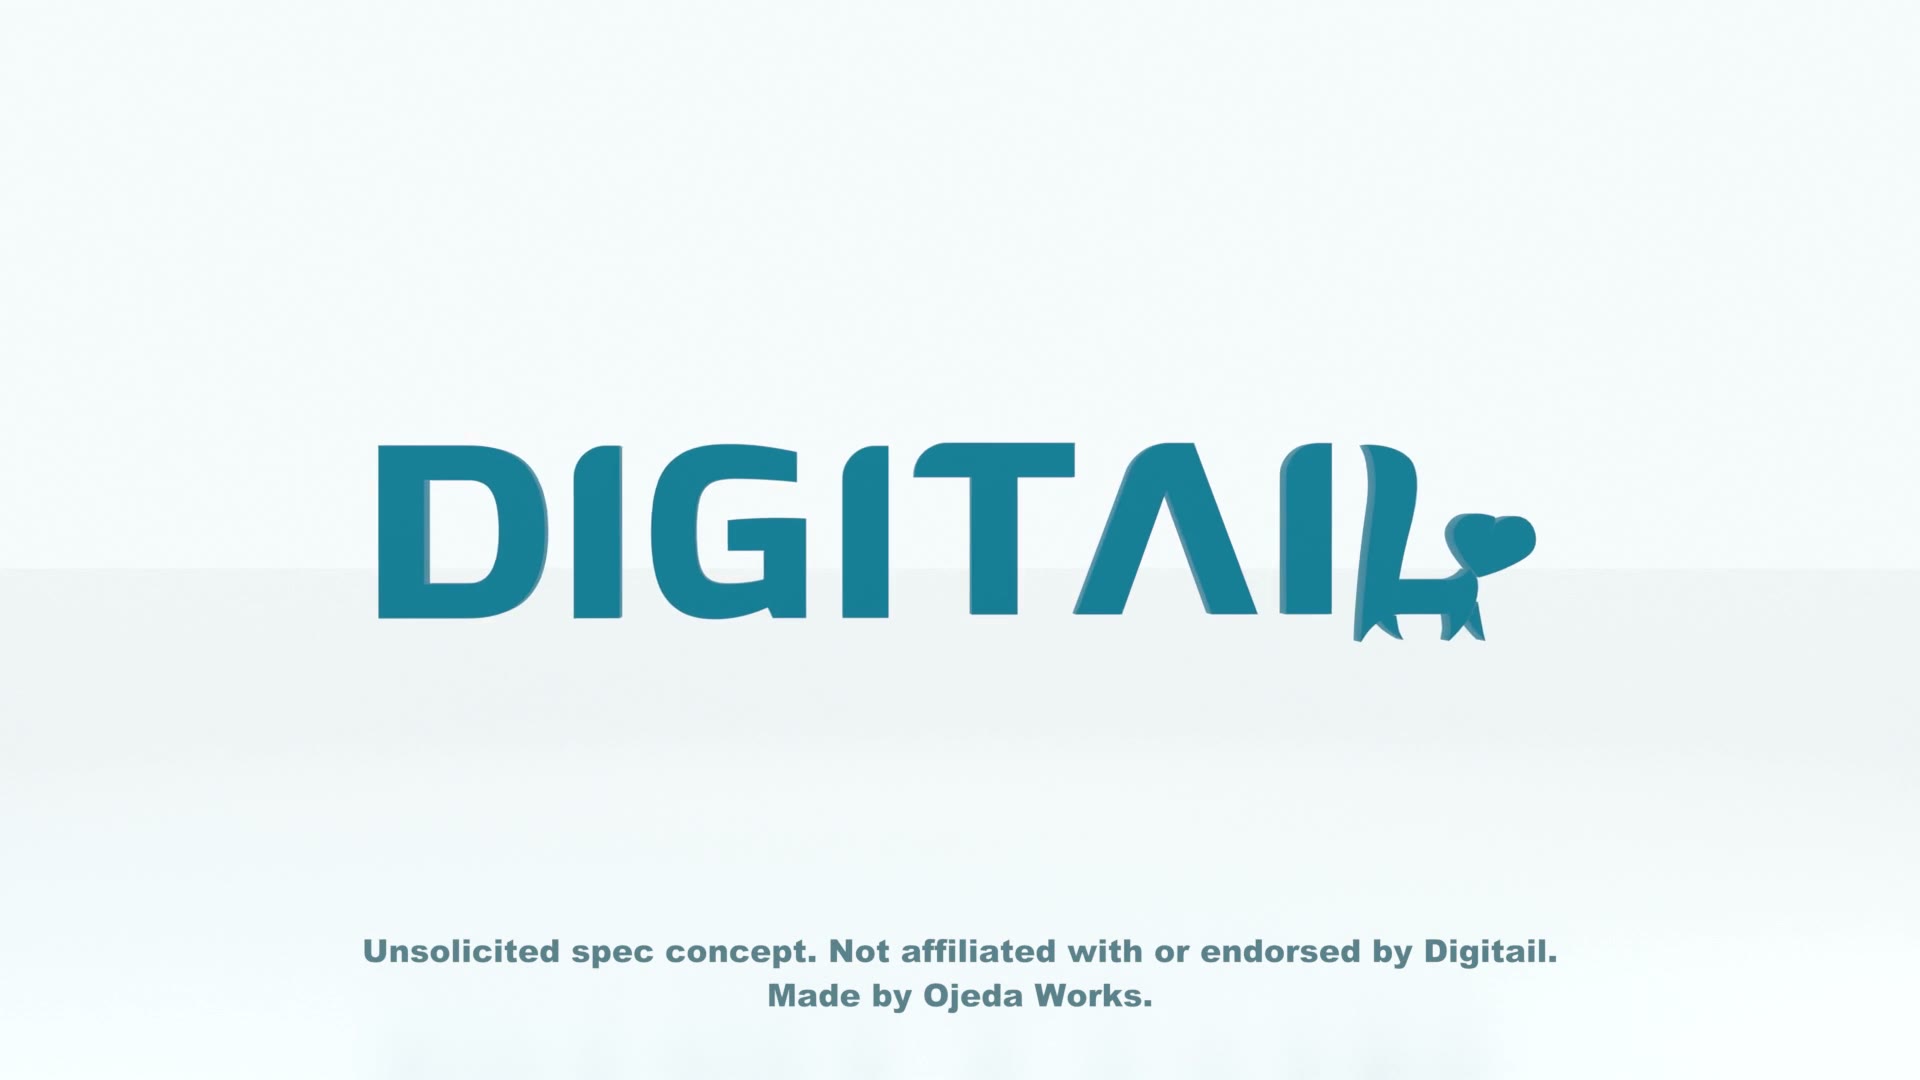 DIGITAIL
Unsolicited spec concept. Not affiliated with or endorsed by Digitail.
Made by Ojeda Works.